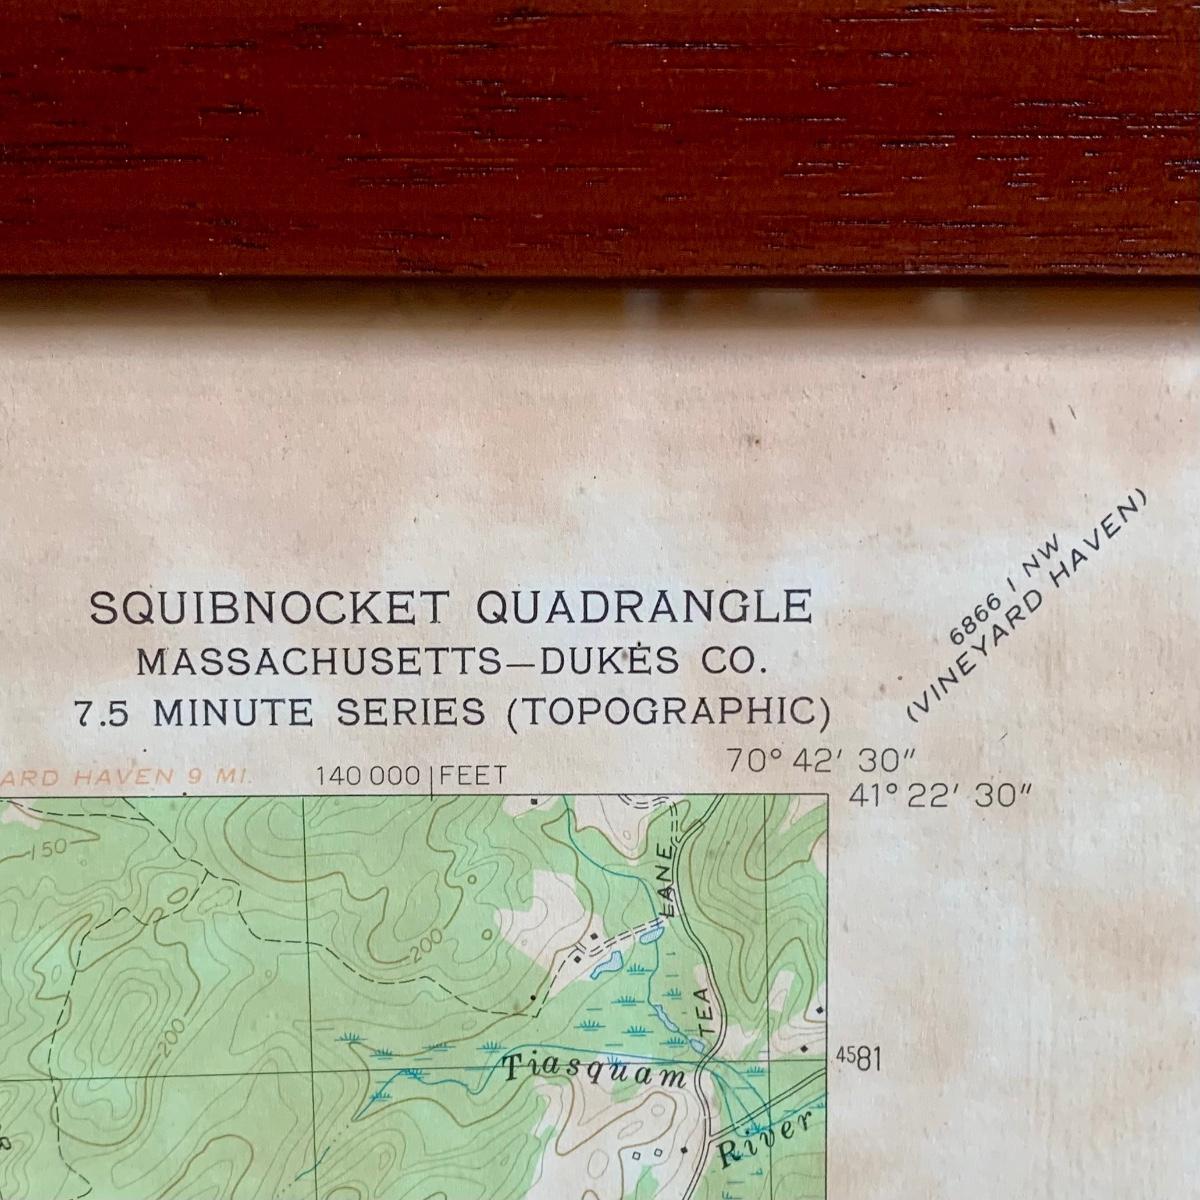 SQUIBNOCKET QUADRANGLE
MASSACHUSETTS—DUKES CO.
7.5 MINUTE SERIES (TOPOGRAPHIC)
6866 I NW
(VINEYARD HAVEN)
ARD HAVEN 9 MI.
140 000 FEET
70° 42′ 30″
41° 22′ 30″
150
200
200
TEA LANE
4581
Tiasquam River